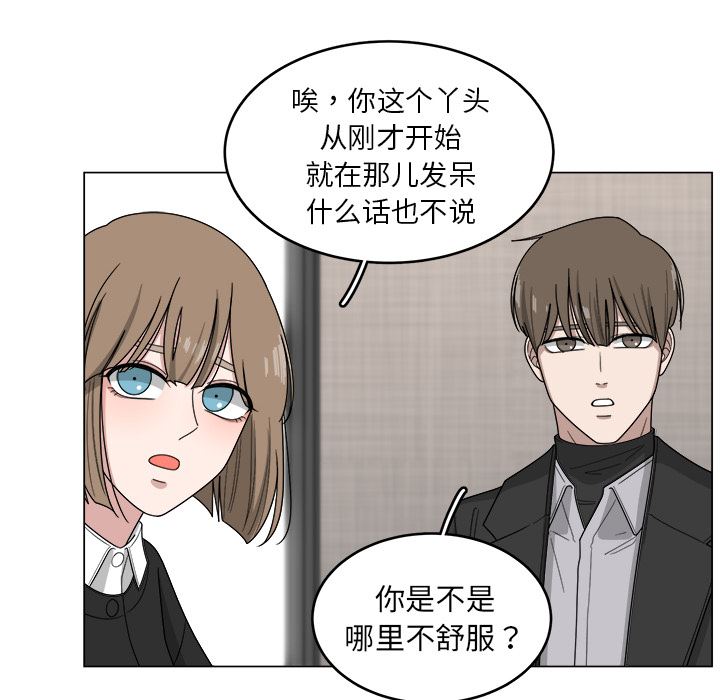 唉，你这个丫头
从刚才开始
就在那儿发呆
什么话也不说
你是不是
哪里不舒服？